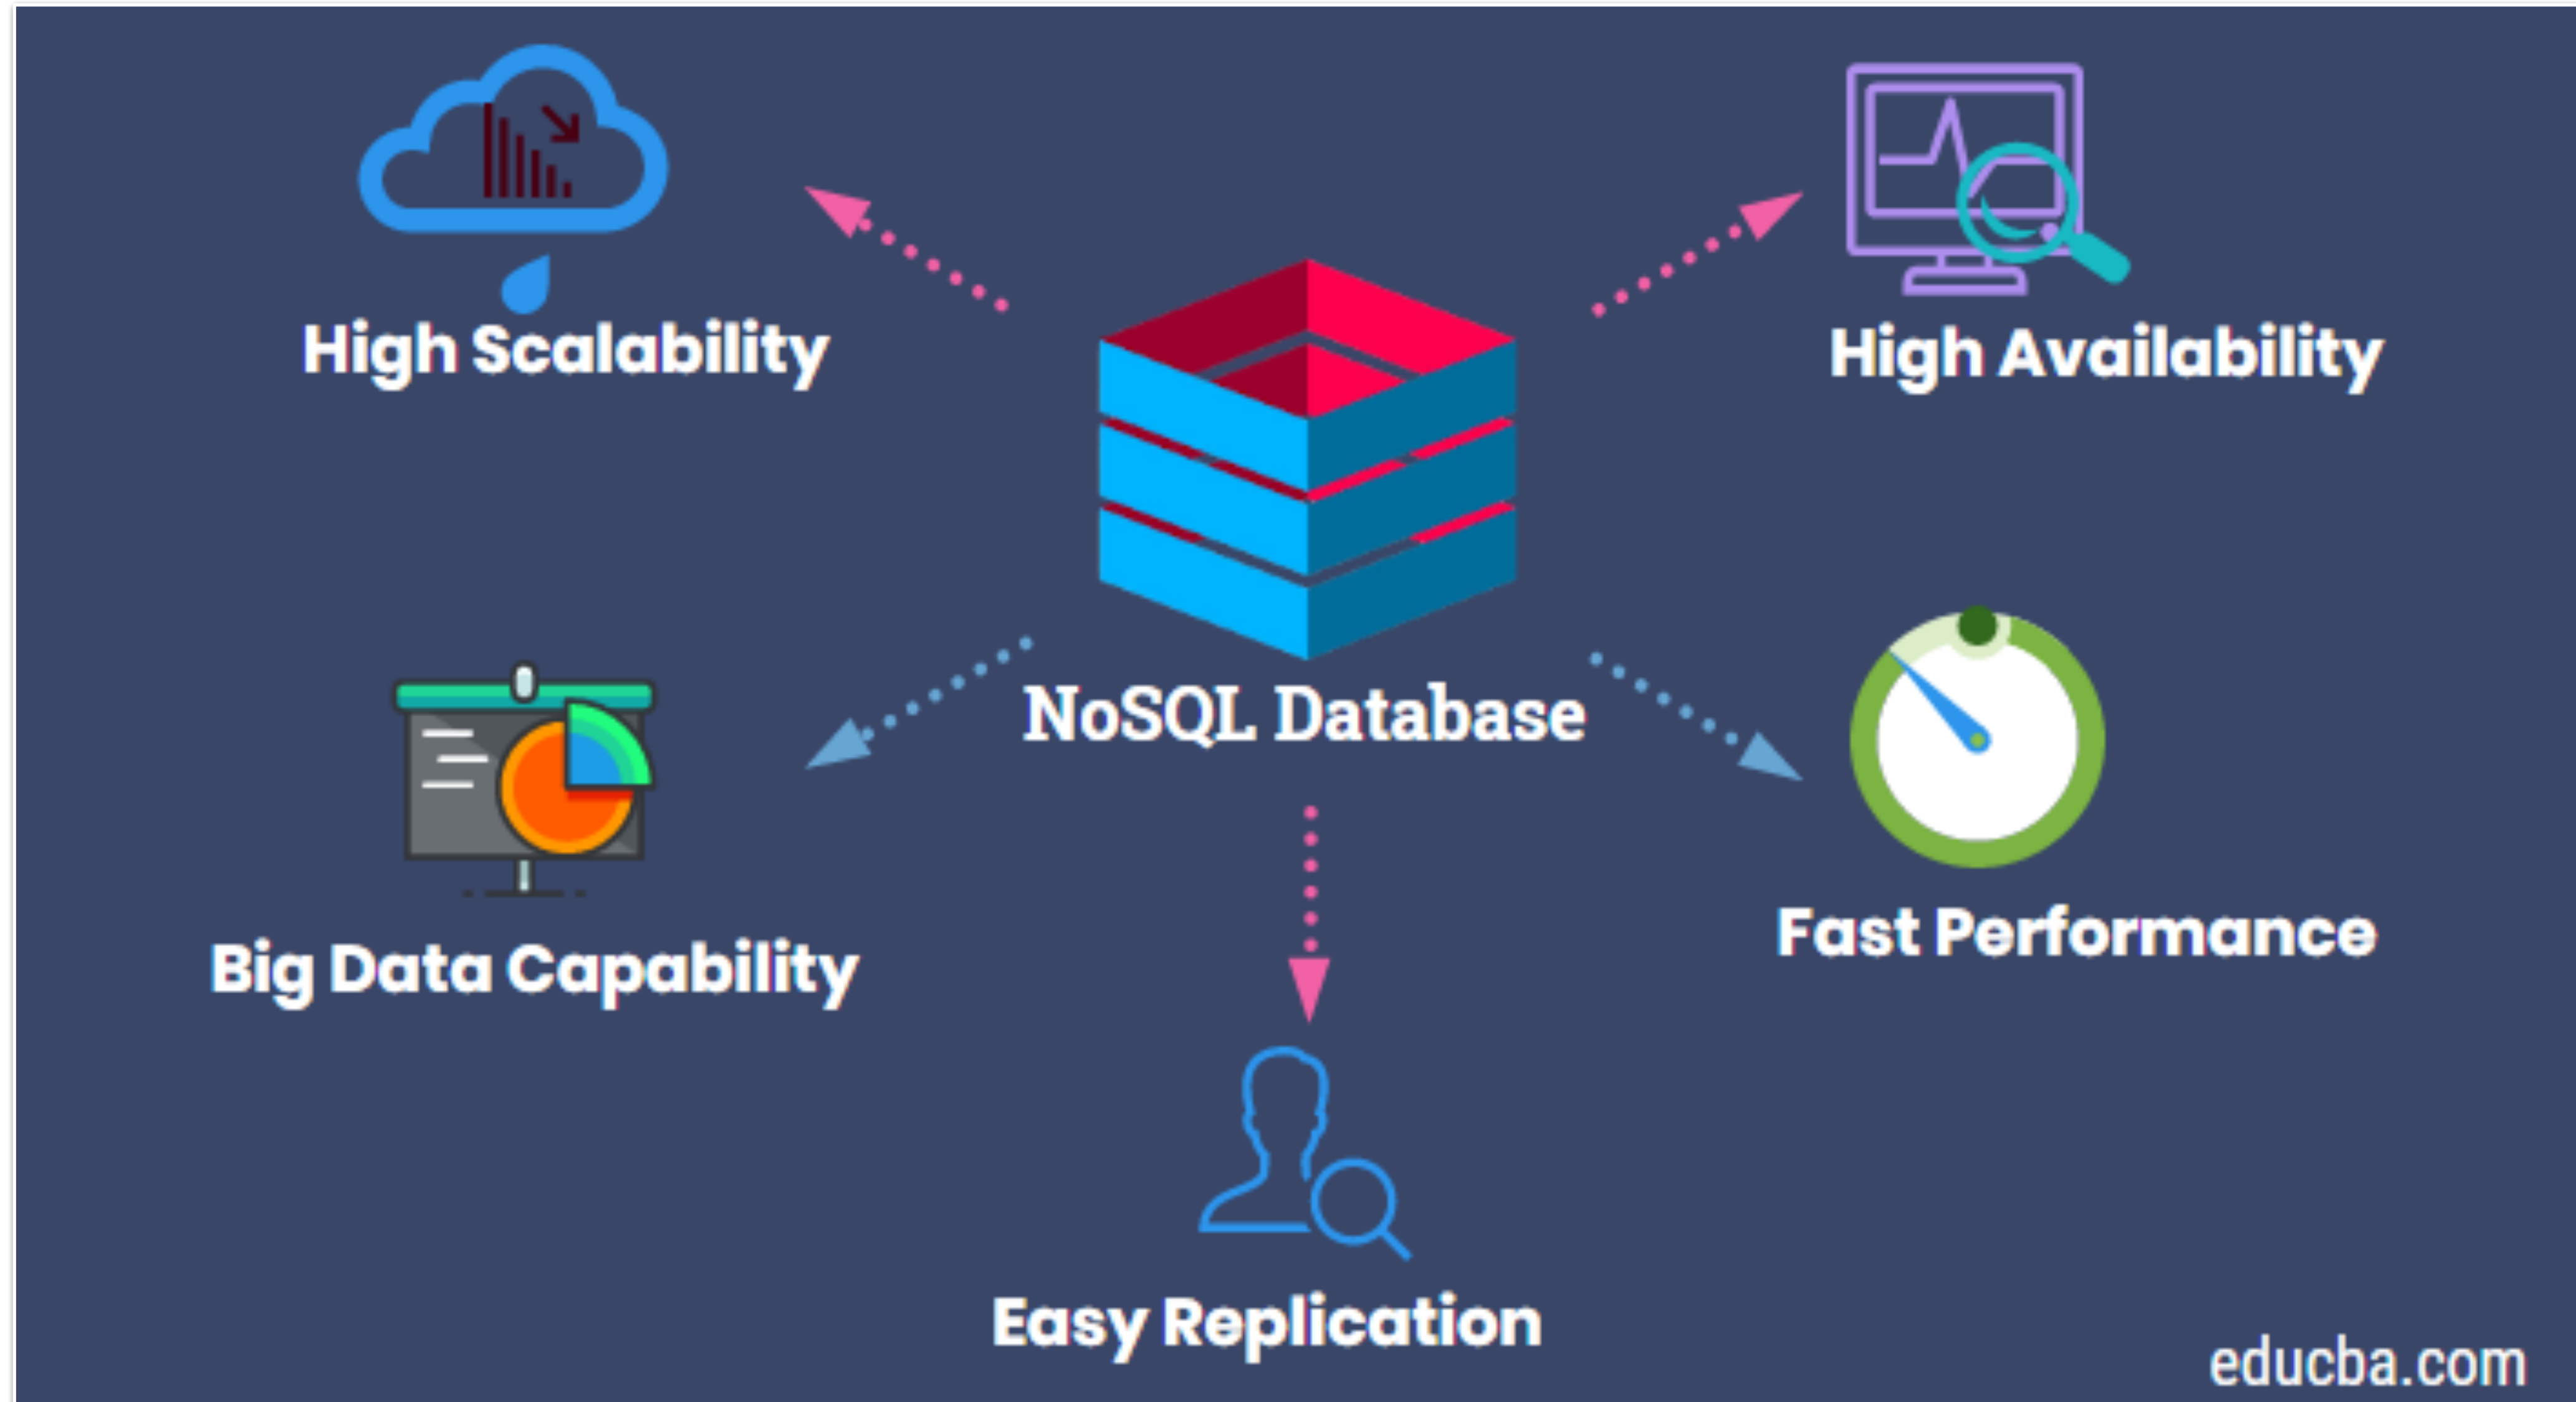 High Scalability
High Availability
NoSQL Database
Big Data Capability
Fast Performance
Easy Replication
educba.com